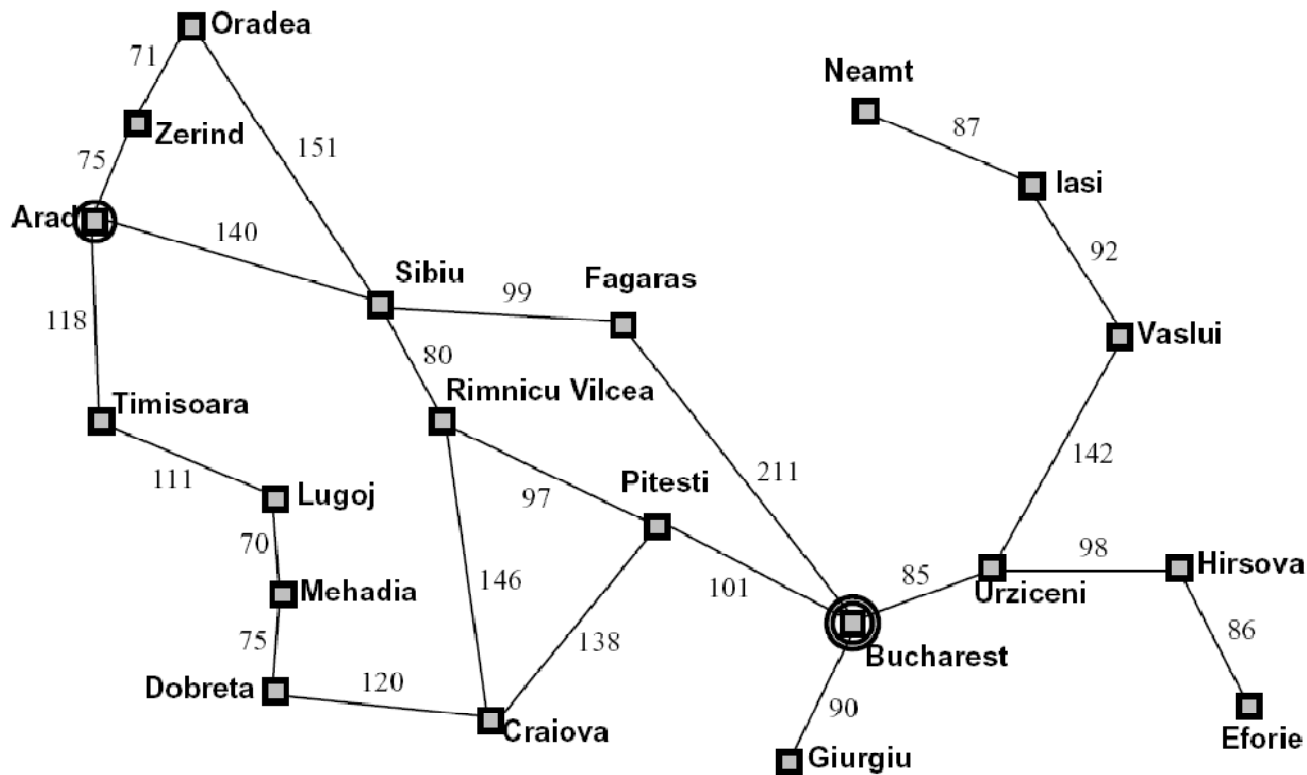 Oradea
71
Neamt
87
Zerind
151
75
Iasi
Arad
140
92
Sibiu
Fagaras
99
118
Vaslui
80
Timisoara
Rimnicu Vilcea
142
111
211
Lugoj
97
Pitesti
70
98
Hirsova
146
101
85
Mehadia
Urziceni
75
138
86
Bucharest
Dobreta
120
90
Craiova
Eforie
Giurgiu